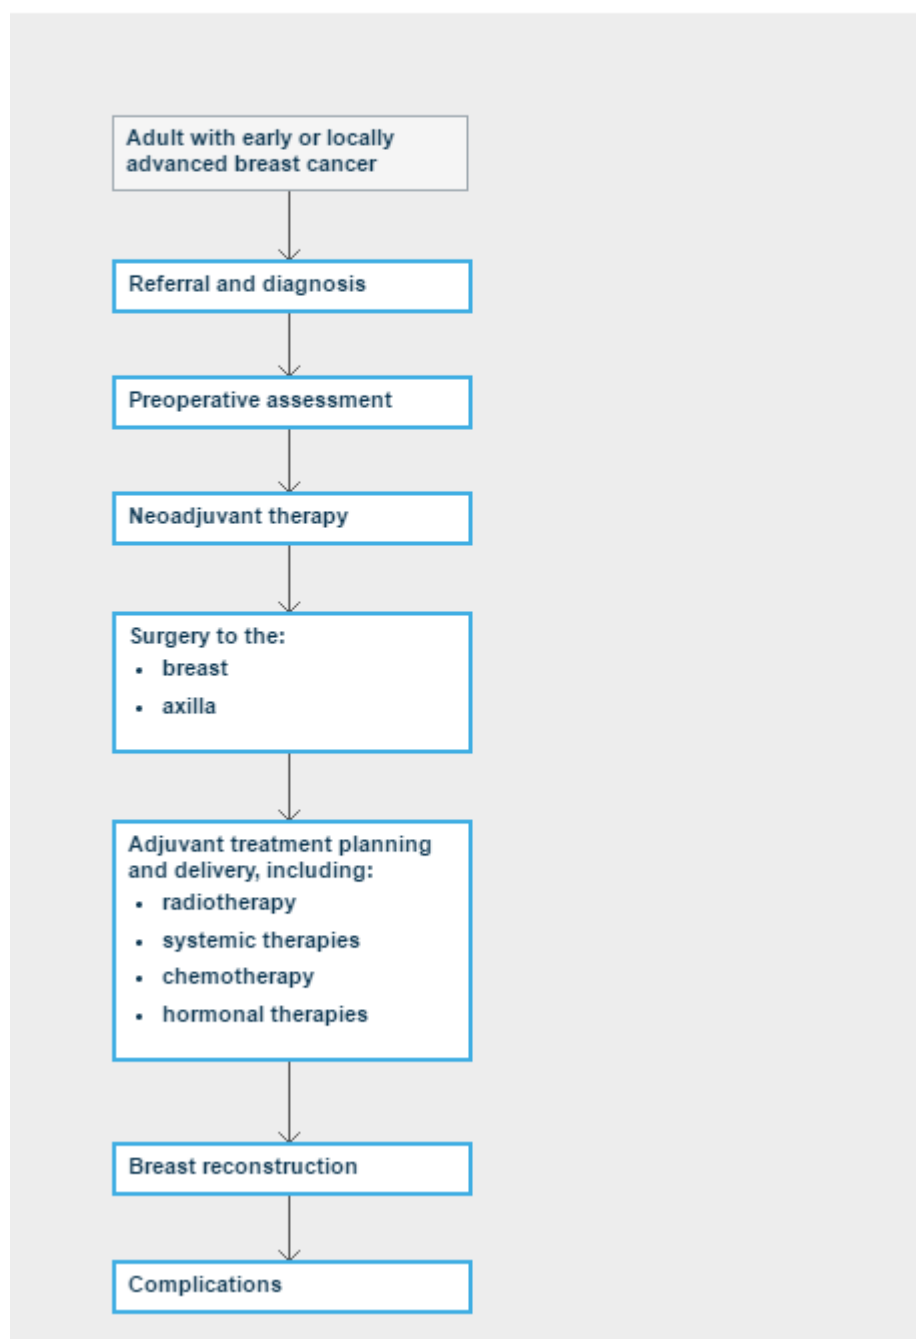 Adult with early or locally
advanced breast cancer
Referral and diagnosis
Preoperative assessment
Neoadjuvant therapy
Surgery to the:
• breast
• axilla
Adjuvant treatment planning
and delivery, including:
• radiotherapy
• systemic therapies
• chemotherapy
• hormonal therapies
Breast reconstruction
Complications